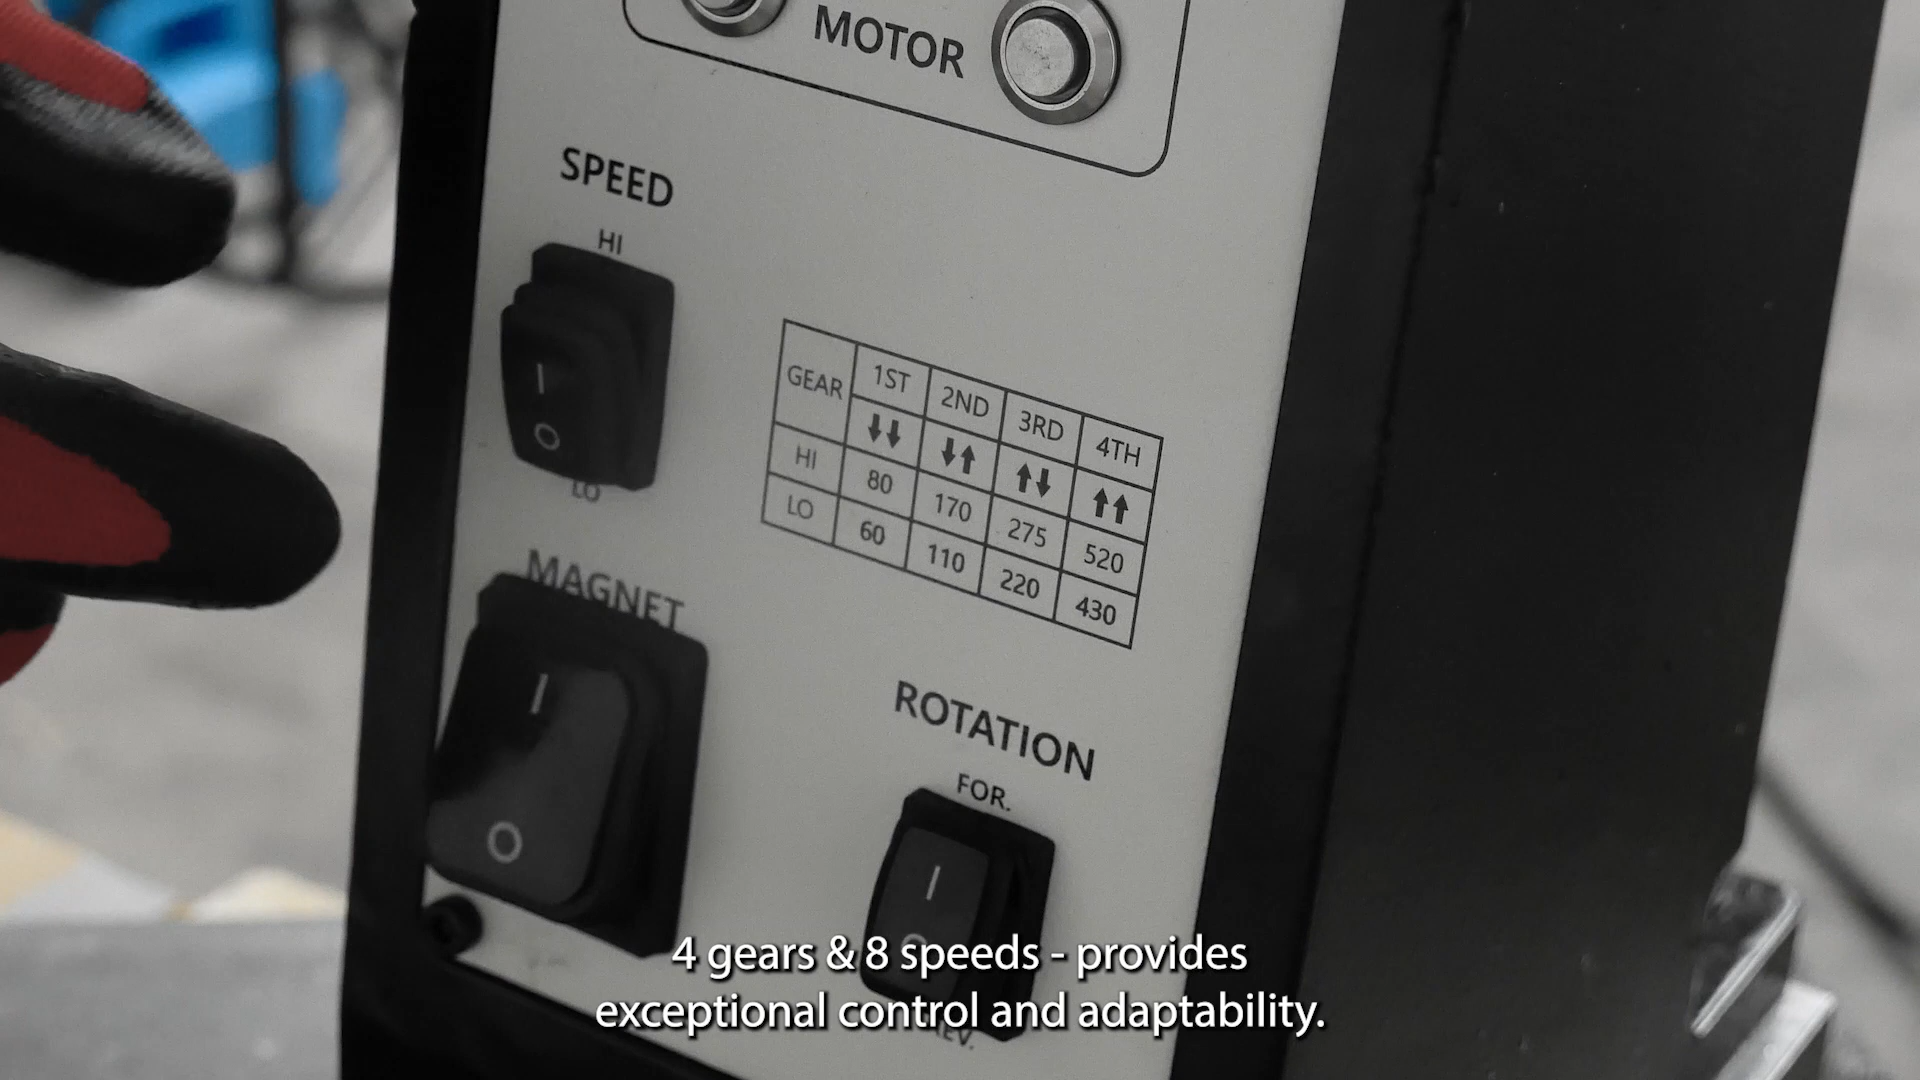 MOTOR
SPEED
HI
LO
GEAR 1ST 2ND 3RD 4TH
↓↓ ↓↑ ↑↓ ↑↑
HI 80 170 275 520
LO 60 110 220 430
MAGNET
ROTATION
FOR.
4 gears & 8 speeds - provides
exceptional control and adaptability.